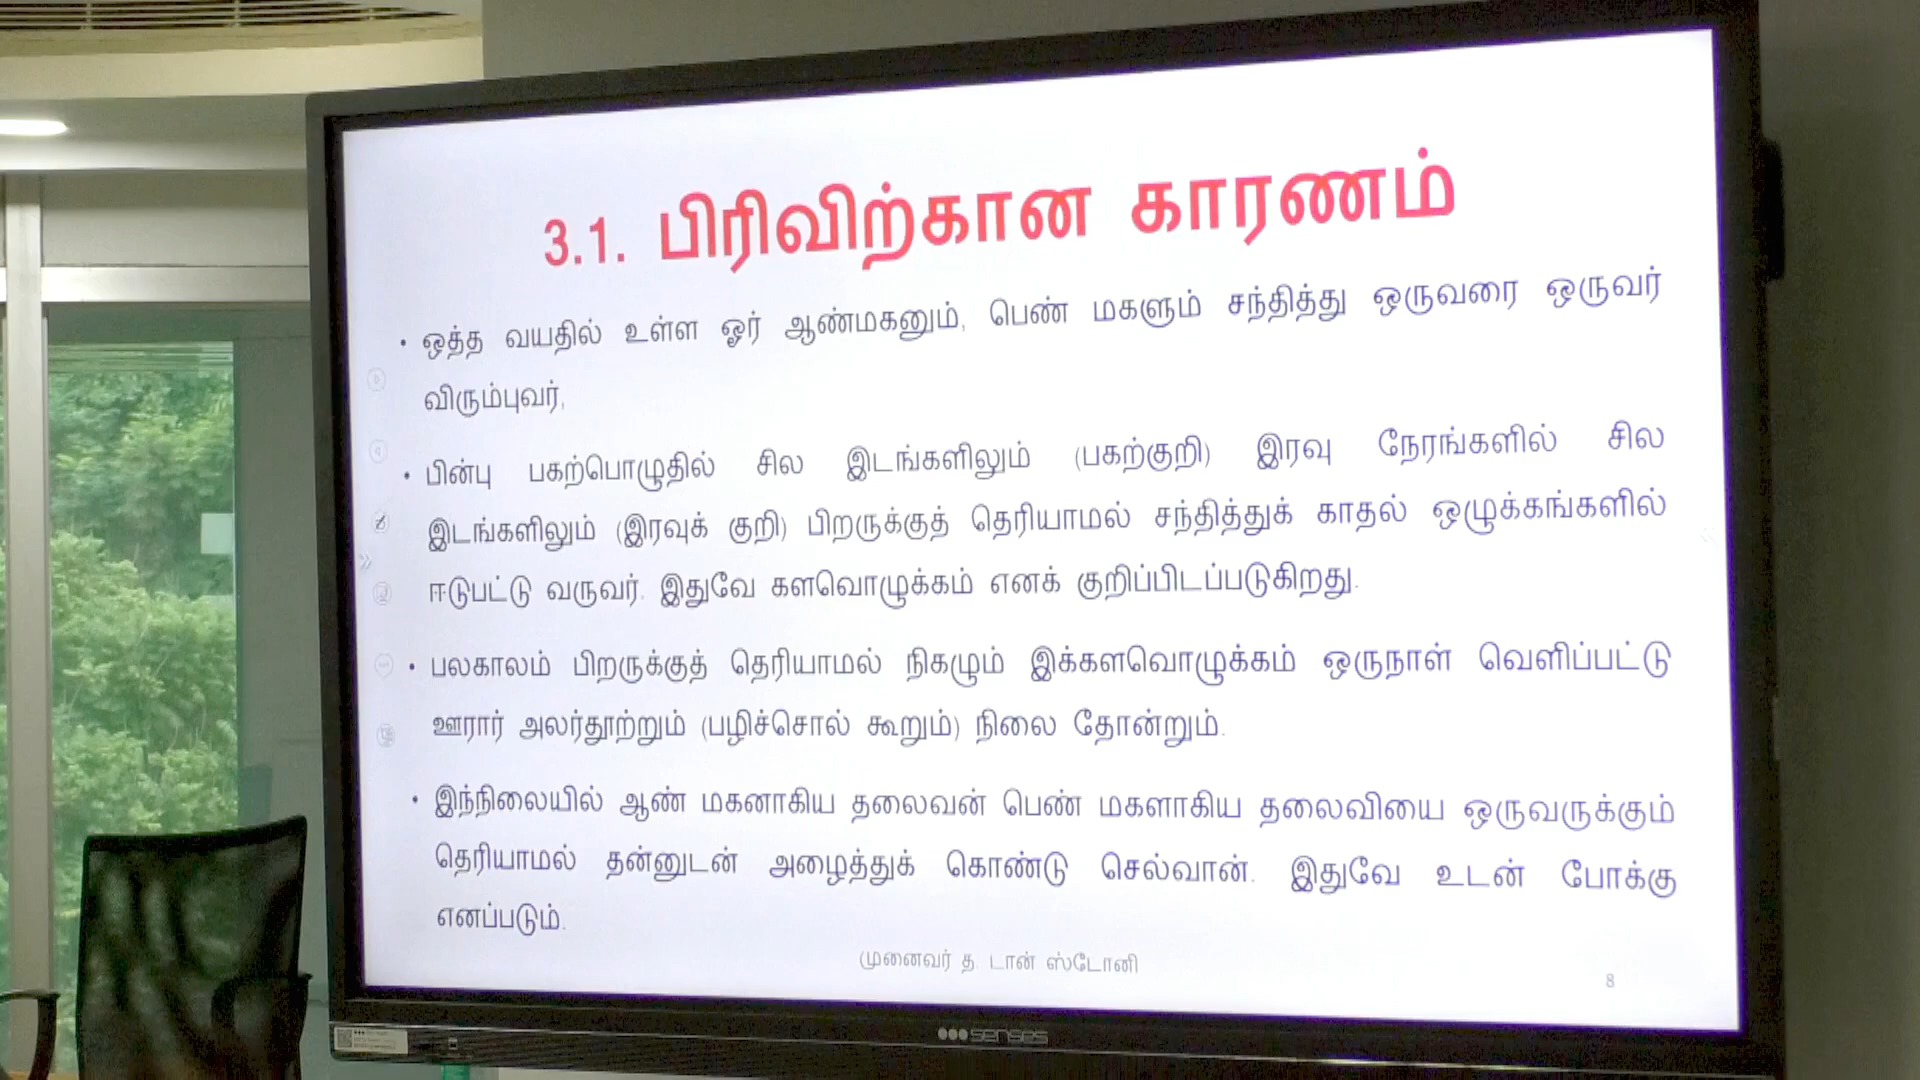 3.1. பிரிவிற்கான காரணம்
• ஒத்த வயதில் உள்ள ஓர் ஆண்மகனும், பெண் மகளும் சந்தித்து ஒருவரை ஒருவர்
விரும்புவர்,
• பின்பு பகற்பொழுதில் சில இடங்களிலும் (பகற்குறி) இரவு நேரங்களில் சில
இடங்களிலும் (இரவுக் குறி) பிறருக்குத் தெரியாமல் சந்தித்துக் காதல் ஒழுக்கங்களில்
ஈடுபட்டு வருவர். இதுவே களவொழுக்கம் எனக் குறிப்பிடப்படுகிறது.
• பலகாலம் பிறருக்குத் தெரியாமல் நிகழும் இக்களவொழுக்கம் ஒருநாள் வெளிப்பட்டு
ஊரார் அலர்தூற்றும் (பழிச்சொல் கூறும்) நிலை தோன்றும்.
• இந்நிலையில் ஆண் மகனாகிய தலைவன் பெண் மகளாகிய தலைவியை ஒருவருக்கும்
தெரியாமல் தன்னுடன் அழைத்துக் கொண்டு செல்வான். இதுவே உடன் போக்கு
எனப்படும்.
முனைவர் த. டான் ஸ்டோனி
8
senses